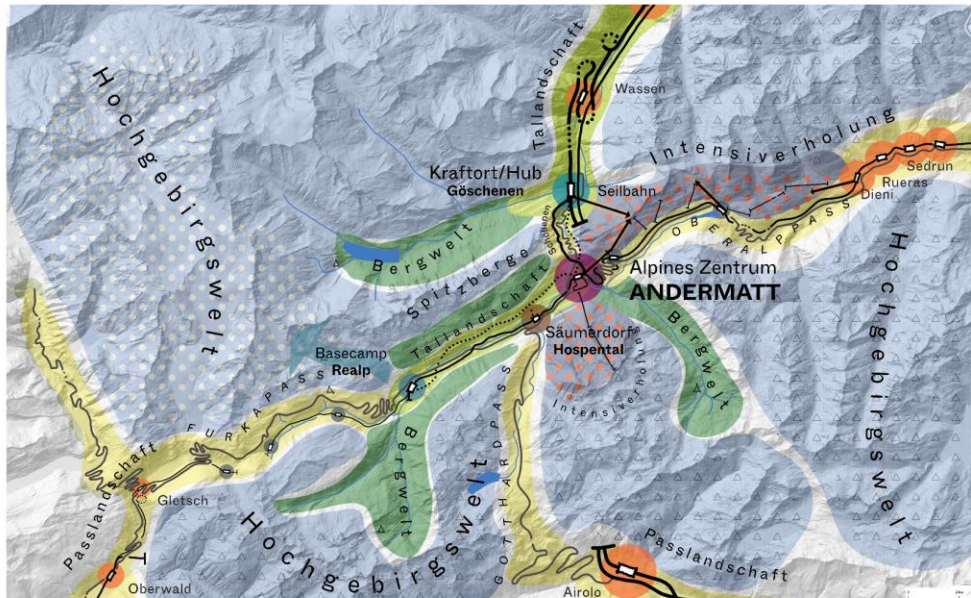 Hochgebirgswelt
Tallandschaft
Wassen
Intensiverholung
Sedrun
Rueras
Dieni
Kraftort/Hub
Göschenen
Seilbahn
Schöllenen
OBERALPPASS
Bergwelt
Spitzberge
Alpines Zentrum
ANDERMATT
Tallandschaft
Säumerdorf
Hospental
Intensiverholung
Bergwelt
Hochgebirgswelt
Basecamp
Realp
FURKAPASS
Passlandschaft
Gletsch
Bergwelt
Hochgebirgswelt
GOTTHARDPASS
Oberwald
Passlandschaft
Airolo